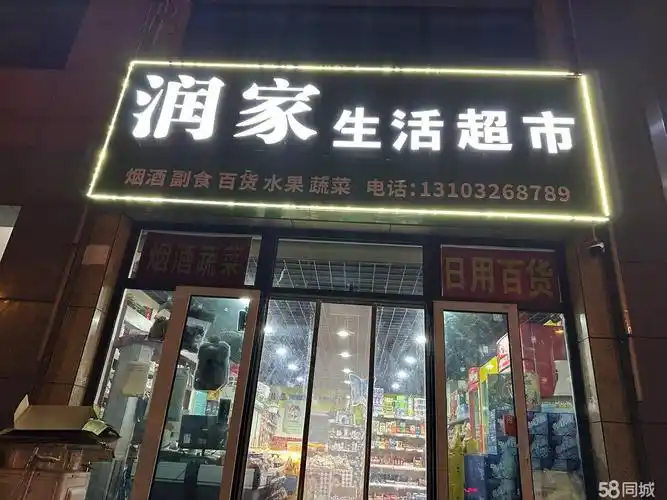 润家生活超市
烟酒 副食 百货 水果 蔬菜 电话:13103268789
烟酒蔬菜
日用百货
58同城